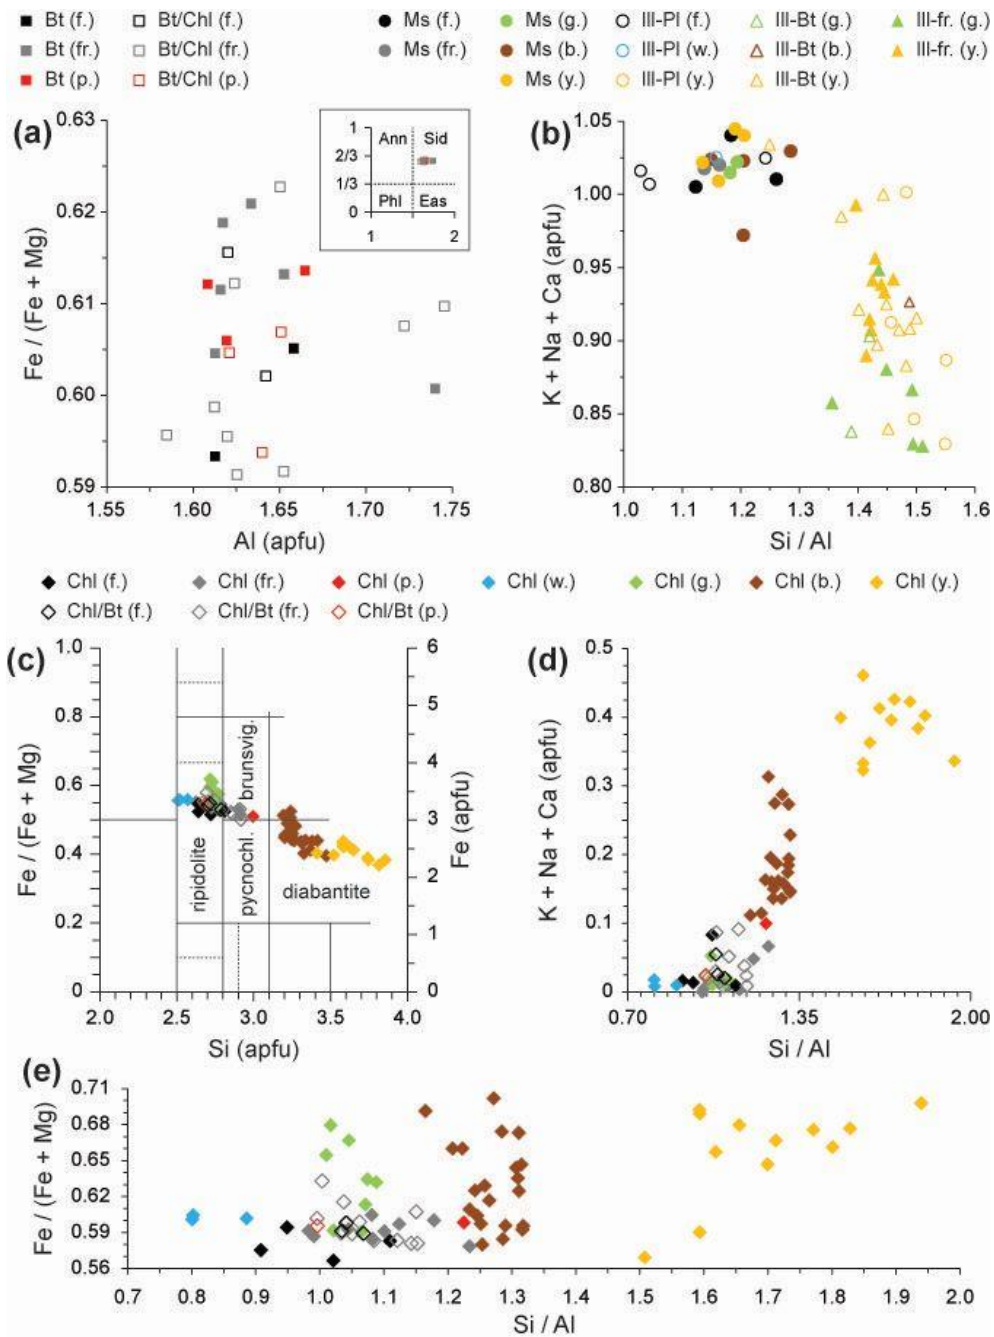 Bt (f.) Bt/Chl (f.) Ms (f.) Ms (g.) Ill-Pl (f.) Ill-Bt (g.) Ill-fr. (g.)
Bt (fr.) Bt/Chl (fr.) Ms (fr.) Ms (b.) Ill-Pl (w.) Ill-Bt (b.) Ill-fr. (y.)
Bt (p.) Bt/Chl (p.) Ms (y.) Ill-Pl (y.) Ill-Bt (y.)
(a)
Fe / (Fe + Mg)
0.63
0.62
0.61
0.60
0.59
1.55 1.60 1.65 1.70 1.75
Al (apfu)
1
2/3
1/3
0
Ann Sid
Phl Eas
1 2
(b)
K + Na + Ca (apfu)
1.05
1.00
0.95
0.90
0.85
0.80
1.0 1.1 1.2 1.3 1.4 1.5 1.6
Si / Al
Chl (f.) Chl (fr.) Chl (p.) Chl (w.) Chl (g.) Chl (b.) Chl (y.)
Chl/Bt (f.) Chl/Bt (fr.) Chl/Bt (p.)
(c)
Fe / (Fe + Mg)
1.0
0.8
0.6
0.4
0.2
0
2.0 2.5 3.0 3.5 4.0
Si (apfu)
6
5
4
3
2
1
0
Fe (apfu)
ripidolite
pycnochl.
brunsvig.
diabantite
(d)
K + Na + Ca (apfu)
0.5
0.4
0.3
0.2
0.1
0
0.70 1.35 2.00
Si / Al
(e)
Fe / (Fe + Mg)
0.71
0.68
0.65
0.62
0.59
0.56
0.7 0.8 0.9 1.0 1.1 1.2 1.3 1.4 1.5 1.6 1.7 1.8 1.9 2.0
Si / Al